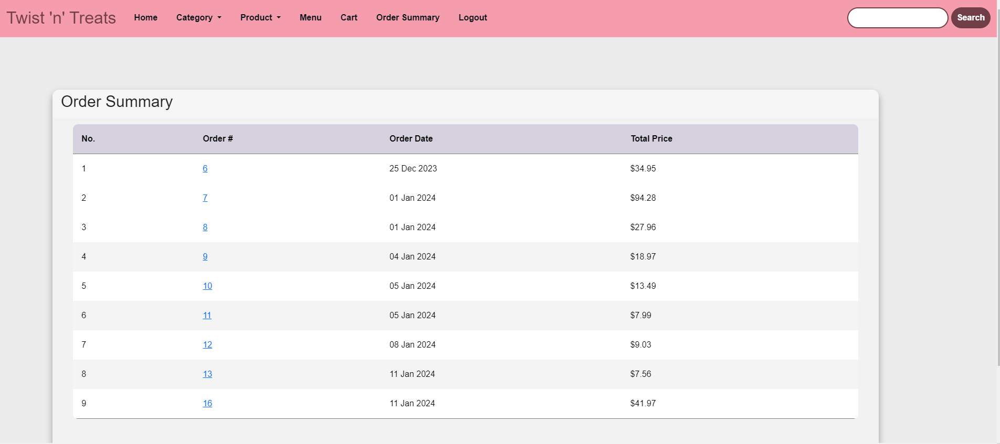 Twist 'n' Treats Home Category Product Menu Cart Order Summary Logout Search
Order Summary
No. Order # Order Date Total Price
1 6 25 Dec 2023 $34.95
2 7 01 Jan 2024 $94.28
3 8 01 Jan 2024 $27.96
4 9 04 Jan 2024 $18.97
5 10 05 Jan 2024 $13.49
6 11 05 Jan 2024 $7.99
7 12 08 Jan 2024 $9.03
8 13 11 Jan 2024 $7.56
9 16 11 Jan 2024 $41.97